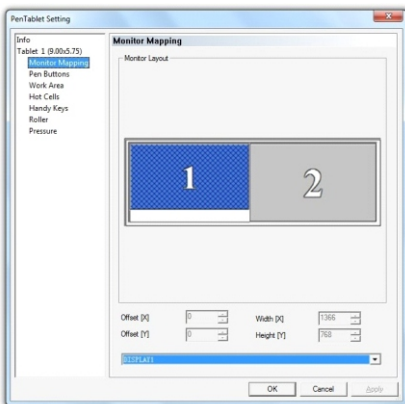 PenTablet Setting
Info
Tablet 1 (9.00x5.75)
Monitor Mapping
Pen Buttons
Work Area
Hot Cells
Handy Keys
Roller
Pressure
Monitor Mapping
Monitor Layout
1
2
Offset [X] 0 Width [X] 1366
Offset [Y] 0 Height [Y] 768
DISPLAY1
OK Cancel Apply